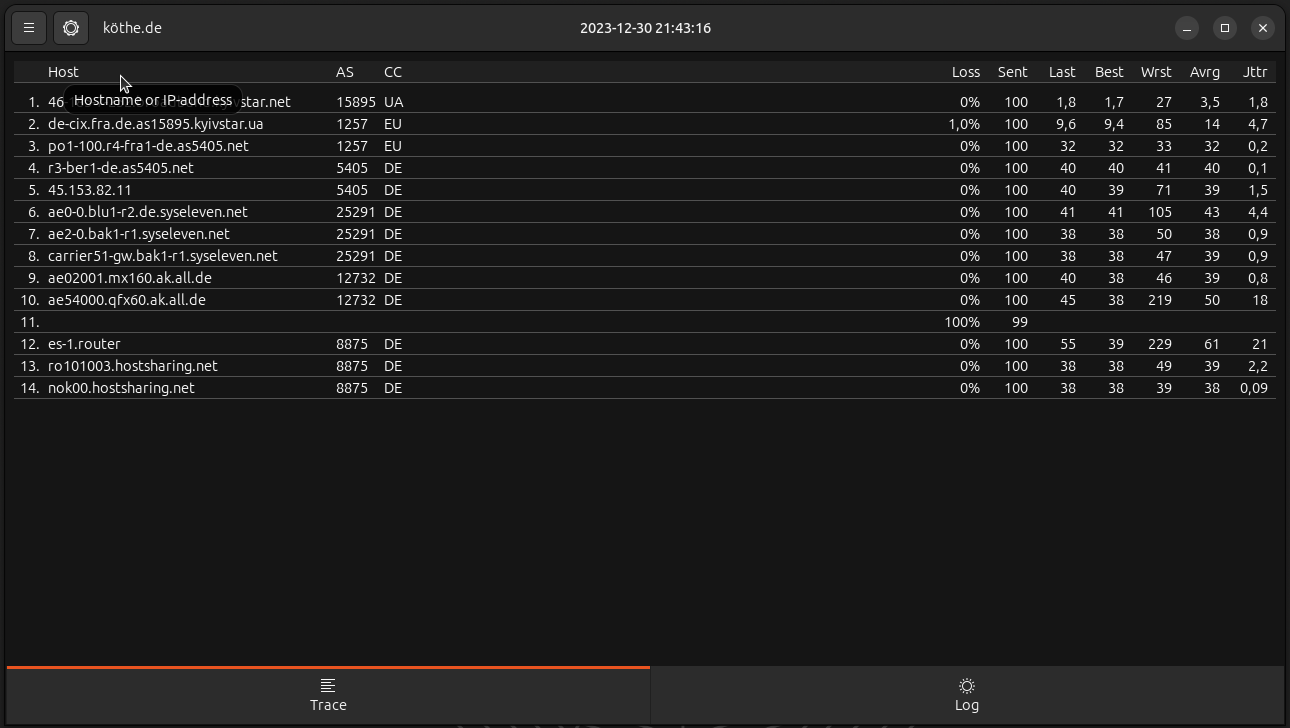 köthe.de 2023-12-30 21:43:16
Host AS CC Loss Sent Last Best Wrst Avrg Jttr
Hostname or IP-address
1. 15895 UA 0% 100 1,8 1,7 27 3,5 1,8
2. de-cix.fra.de.as15895.kyivstar.ua 1257 EU 1,0% 100 9,6 9,4 85 14 4,7
3. po1-100.r4-fra1-de.as5405.net 1257 EU 0% 100 32 32 33 32 0,2
4. r3-ber1-de.as5405.net 5405 DE 0% 100 40 40 41 40 0,1
5. 45.153.82.11 5405 DE 0% 100 40 39 71 39 1,5
6. ae0-0.blu1-r2.de.syseleven.net 25291 DE 0% 100 41 41 105 43 4,4
7. ae2-0.bak1-r1.syseleven.net 25291 DE 0% 100 38 38 50 38 0,9
8. carrier51-gw.bak1-r1.syseleven.net 25291 DE 0% 100 38 38 47 39 0,9
9. ae02001.mx160.ak.all.de 12732 DE 0% 100 40 38 46 39 0,8
10. ae54000.qfx60.ak.all.de 12732 DE 0% 100 45 38 219 50 18
11. 100% 99
12. es-1.router 8875 DE 0% 100 55 39 229 61 21
13. ro101003.hostsharing.net 8875 DE 0% 100 38 38 49 39 2,2
14. nok00.hostsharing.net 8875 DE 0% 100 38 38 39 38 0,09
Trace Log